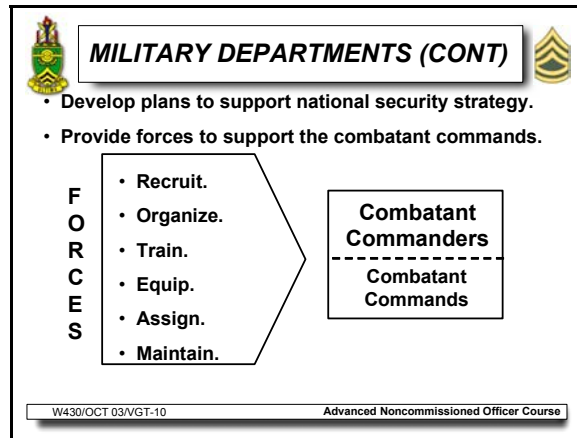 MILITARY DEPARTMENTS (CONT)
• Develop plans to support national security strategy.
• Provide forces to support the combatant commands.
F
O
R
C
E
S
• Recruit.
• Organize.
• Train.
• Equip.
• Assign.
• Maintain.
Combatant
Commanders
Combatant
Commands
W430/OCT 03/VGT-10
Advanced Noncommissioned Officer Course